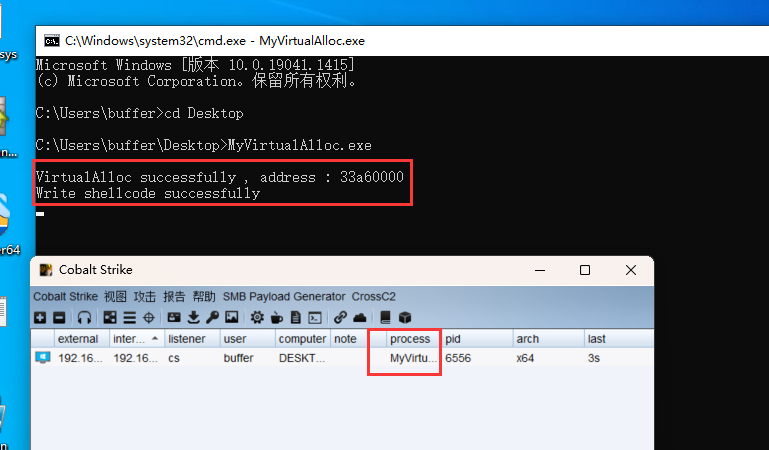 sys
C:\Windows\system32\cmd.exe - MyVirtualAlloc.exe
Microsoft Windows [版本 10.0.19041.1415]
(c) Microsoft Corporation。保留所有权利。
C:\Users\buffer>cd Desktop
C:\Users\buffer\Desktop>MyVirtualAlloc.exe
VirtualAlloc successfully , address : 33a60000
Write shellcode successfully
n...
er64
Cobalt Strike
Cobalt Strike 视图 攻击 报告 帮助 SMB Payload Generator CrossC2
external inter... listener user computer note process pid arch last
192.16... 192.16... cs buffer DESKT... MyVirtu... 6556 x64 3s